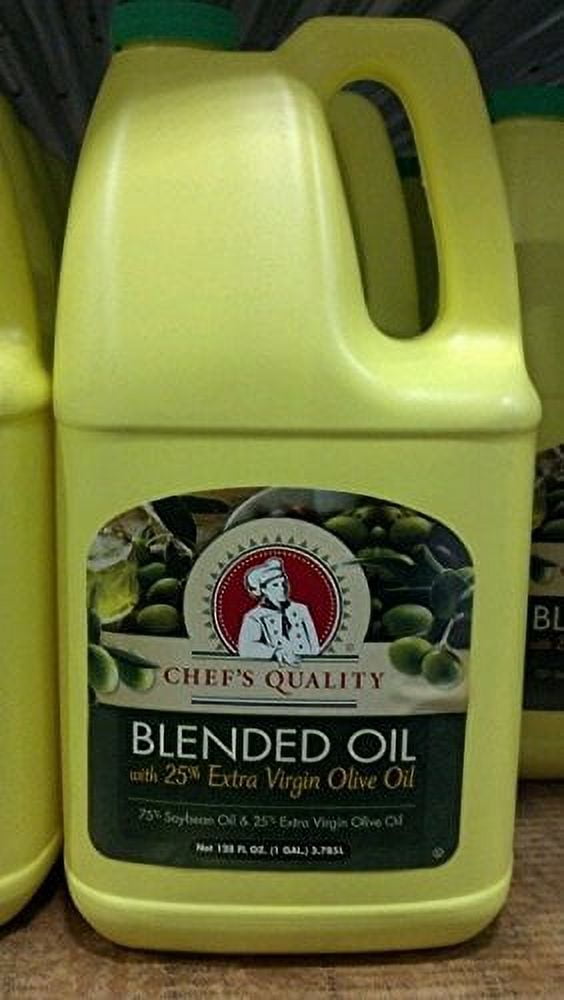 CHEF'S QUALITY
BLENDED OIL
with 25% Extra Virgin Olive Oil
75% Soybean Oil & 25% Extra Virgin Olive Oil
Net 128 FL OZ. (1 GAL.) 3.785L
BL